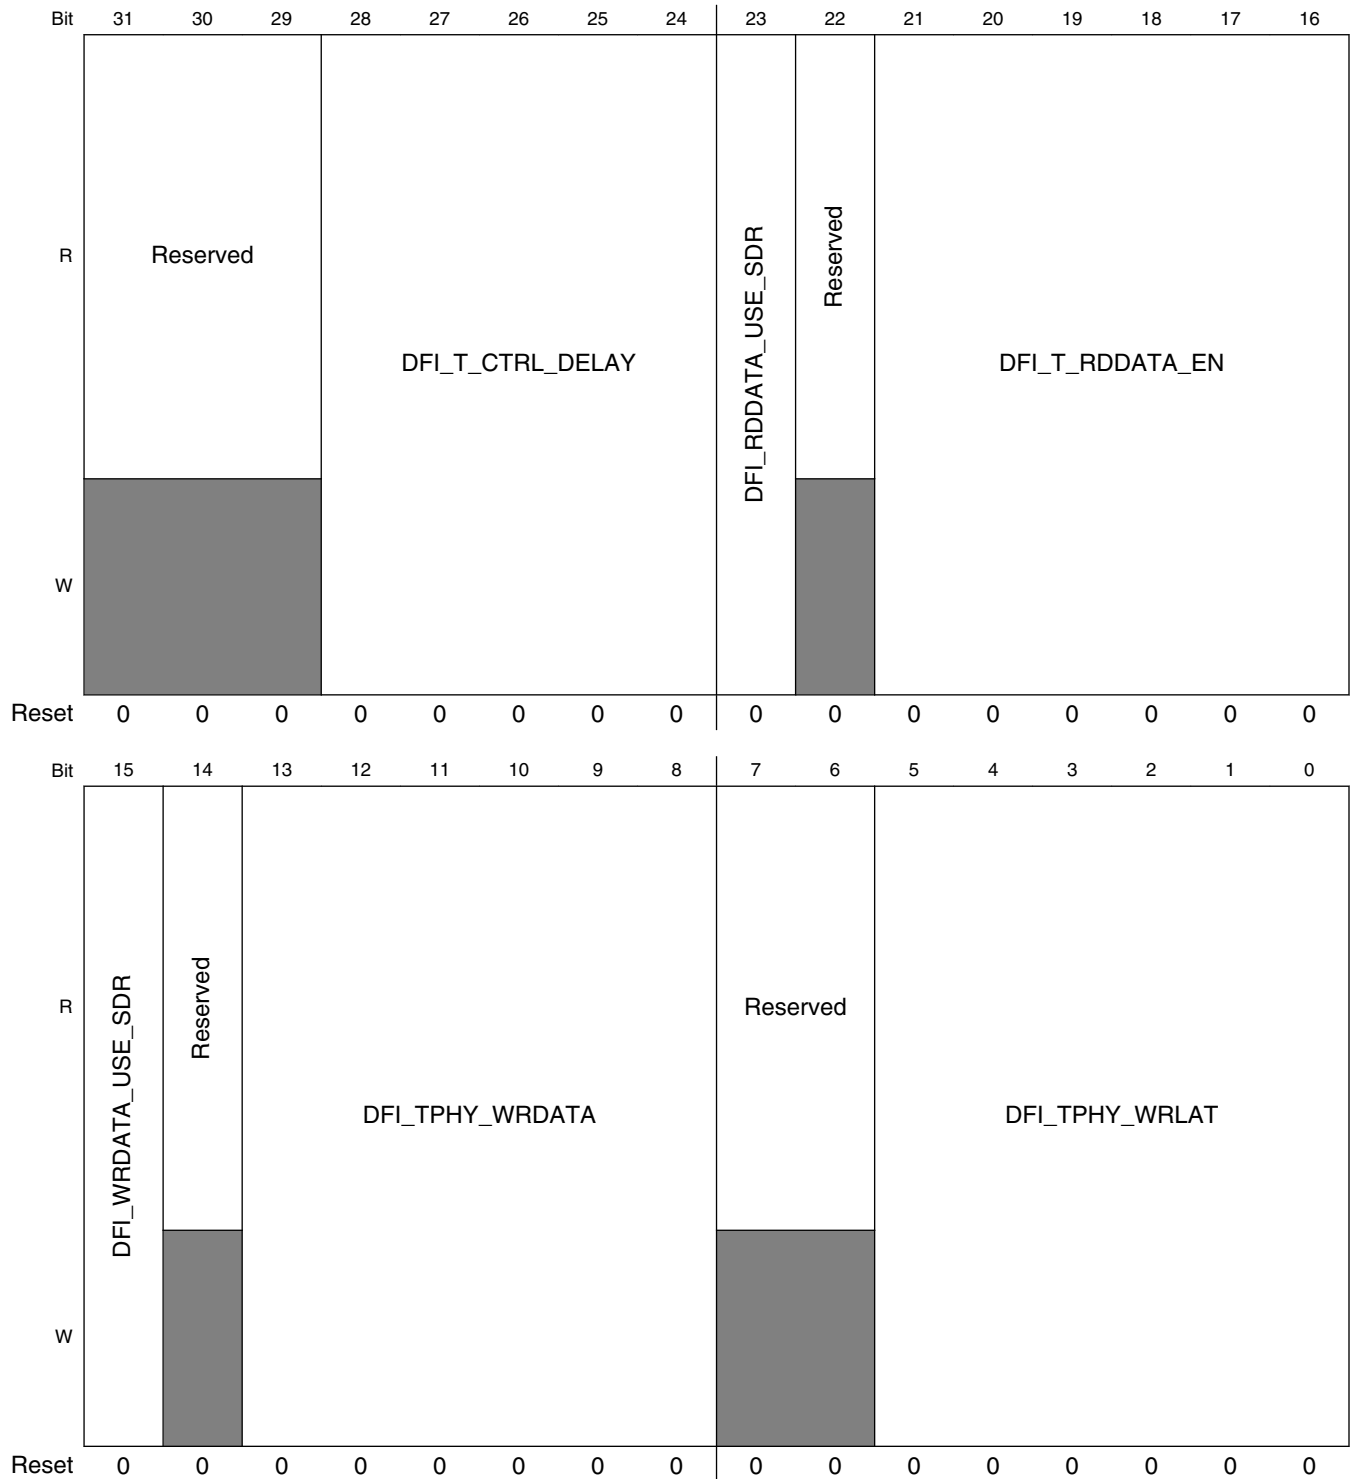 Bit 31 30 29 28 27 26 25 24 23 22 21 20 19 18 17 16
R Reserved DFI_T_CTRL_DELAY DFI_RDDATA_USE_SDR Reserved DFI_T_RDDATA_EN
W
Reset 0 0 0 0 0 0 0 0 0 0 0 0 0 0 0 0
Bit 15 14 13 12 11 10 9 8 7 6 5 4 3 2 1 0
R DFI_WRDATA_USE_SDR Reserved DFI_TPHY_WRDATA Reserved DFI_TPHY_WRLAT
W
Reset 0 0 0 0 0 0 0 0 0 0 0 0 0 0 0 0